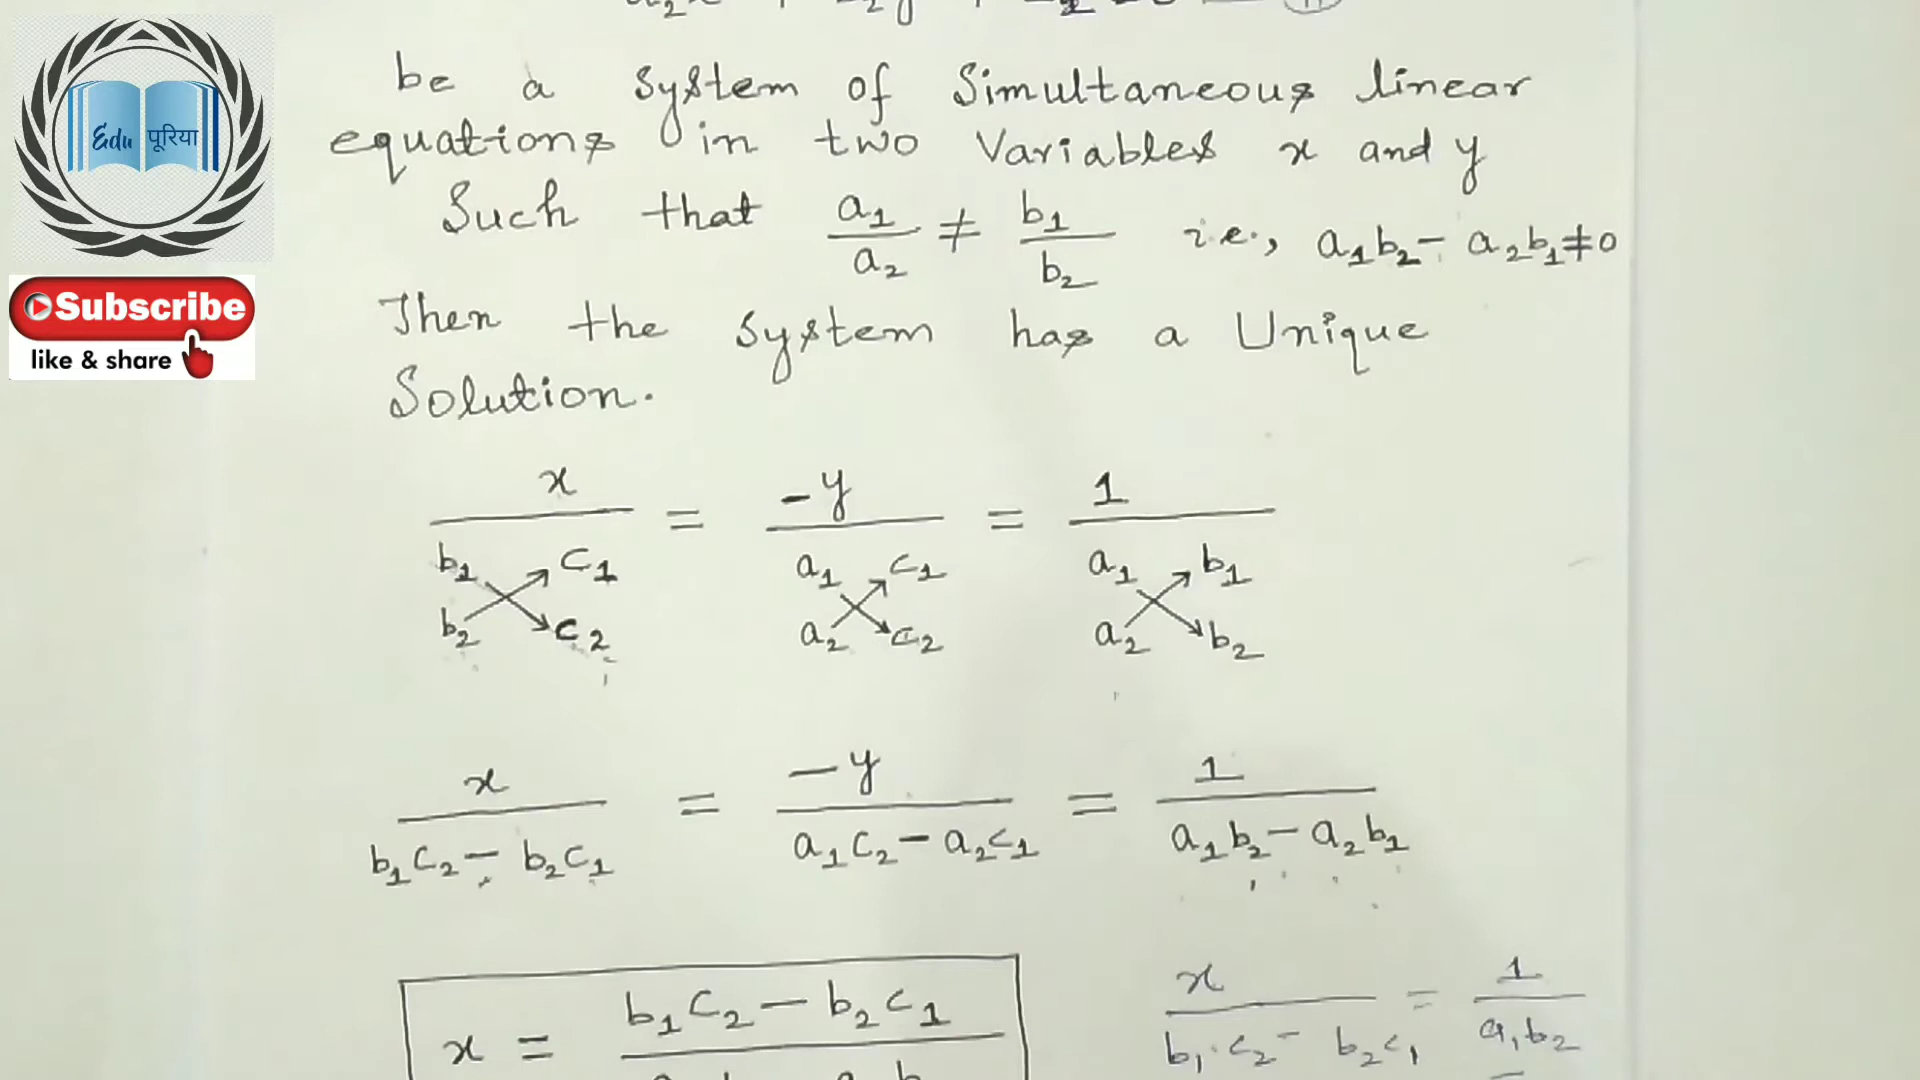 be a system of Simultaneous linear
equations in two Variables x and y
Such that a₁/a₂ ≠ b₁/b₂ i.e., a₁b₂ - a₂b₁ ≠ 0
Then the system has a Unique
Solution.
x = -y = 1
b₁ c₁ a₁ c₁ a₁ b₁
b₂ c₂ a₂ c₂ a₂ b₂
x/(b₁c₂ - b₂c₁) = -y/(a₁c₂ - a₂c₁) = 1/(a₁b₂ - a₂b₁)
x = b₁c₂ - b₂c₁
x/(b₁c₂ - b₂c₁) = 1/a₁b₂
Edu पूरिया
Subscribe
like & share